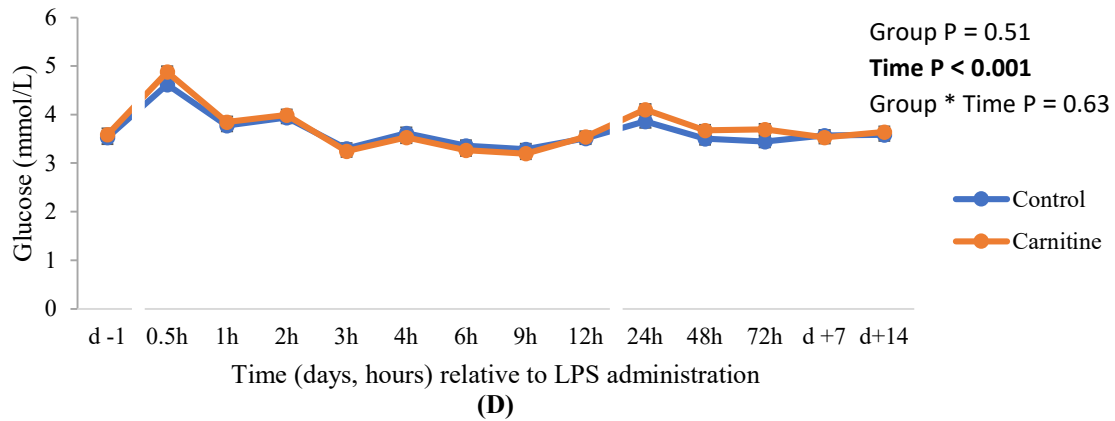 6
5
4
3
2
1
0
Glucose (mmol/L)
Group P = 0.51
Time P < 0.001
Group * Time P = 0.63
Control
Carnitine
d -1 0.5h 1h 2h 3h 4h 6h 9h 12h 24h 48h 72h d +7 d+14
Time (days, hours) relative to LPS administration
(D)